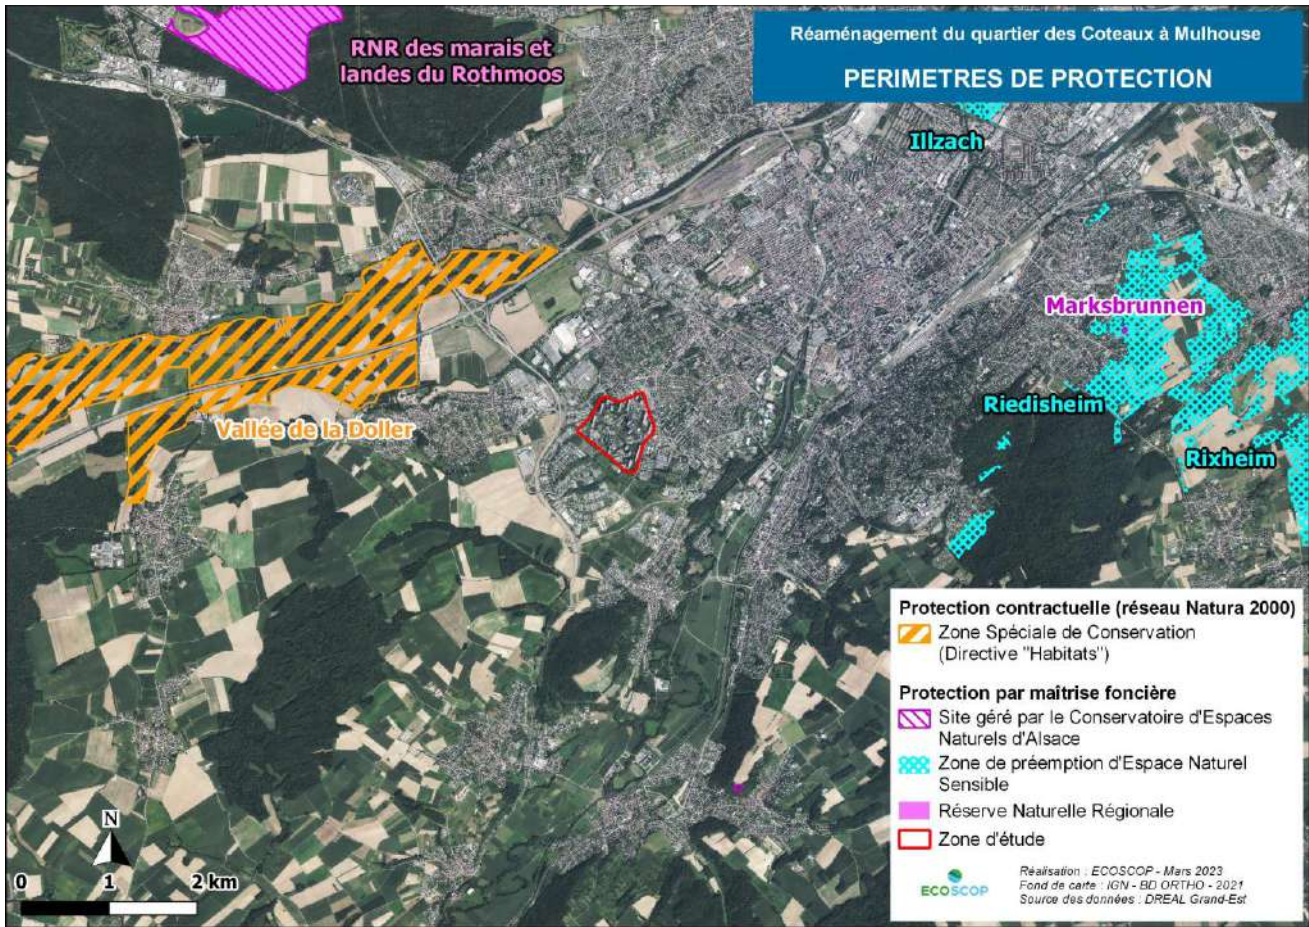 RNR des marais et
landes du Rothmoos
Réaménagement du quartier des Coteaux à Mulhouse
PERIMETRES DE PROTECTION
Illzach
Marksbrunnen
Riedisheim
Rixheim
Vallée de la Doller
Protection contractuelle (réseau Natura 2000)
Zone Spéciale de Conservation
(Directive "Habitats")
Protection par maîtrise foncière
Site géré par le Conservatoire d'Espaces
Naturels d'Alsace
Zone de préemption d'Espace Naturel
Sensible
Réserve Naturelle Régionale
Zone d'étude
N
0 1 2 km
ECOSCOP
Réalisation : ECOSCOP - Mars 2023
Fond de carte : IGN - BD ORTHO - 2021
Source des données : DREAL Grand-Est